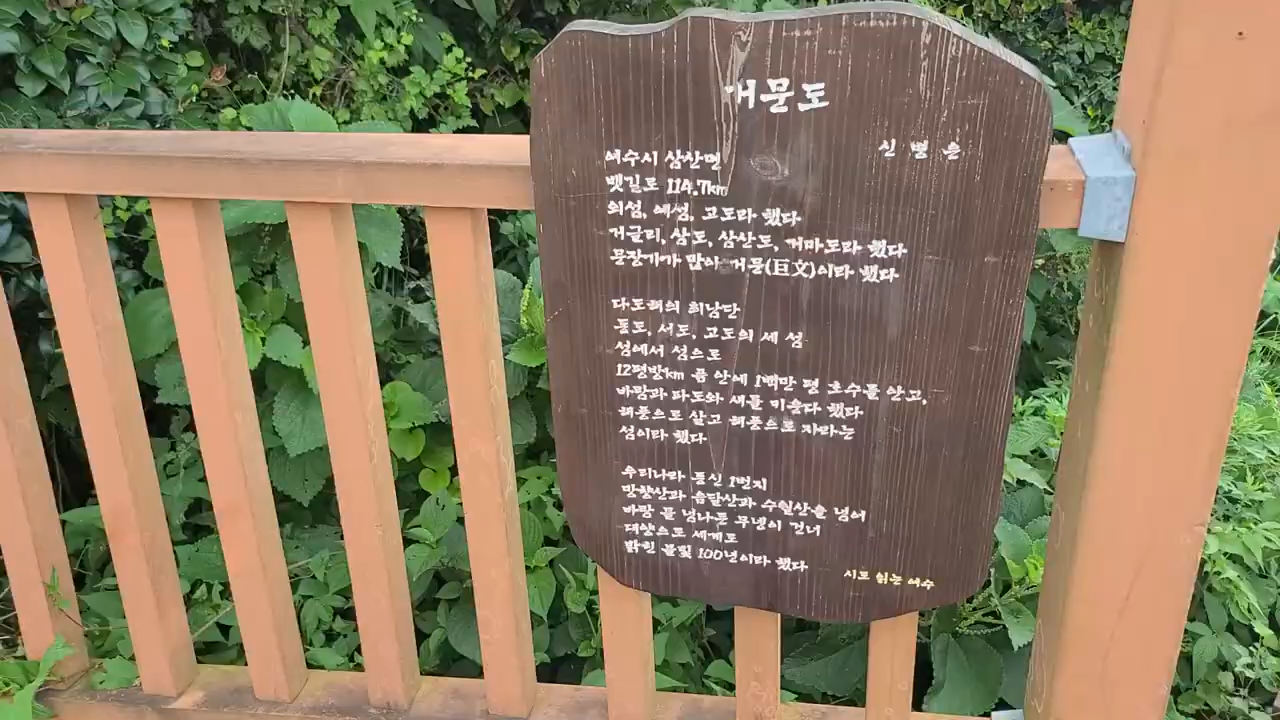 거문도
신병은
여수시 삼산면
뱃길로 114.7km
외섬, 왜섬, 고도라 했다
거글리, 삼도, 삼산도, 거마도라 했다
문장가가 많아 거문(巨文)이라 했다
다도해의 최남단
동도, 서도, 고도의 세 섬
섬에서 섬으로
12평방km 품 안에 1백만 평 호수를 안고,
바람과 파도와 새를 키운다 했다
해풍으로 살고 해풍으로 자라는
섬이라 했다
우리나라 통신 1번지
망향산과 음달산과 수월산을 넘어
바람 물 넘나든 무넹이 건너
대양으로 세계로
밝힌 불빛 100년이라 했다
시로 읽는 여수